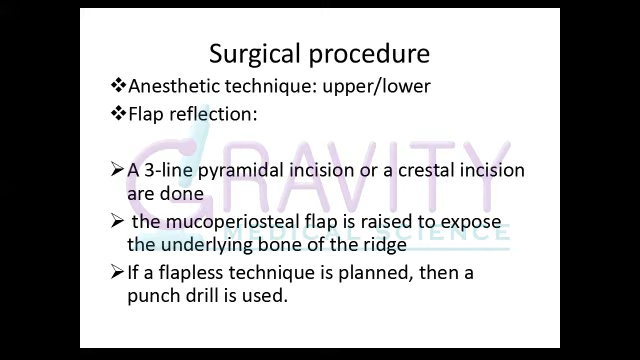 Surgical procedure
❖Anesthetic technique: upper/lower
❖Flap reflection:
➢A 3-line pyramidal incision or a crestal incision
are done
➢ the mucoperiosteal flap is raised to expose
the underlying bone of the ridge
➢If a flapless technique is planned, then a
punch drill is used.
GRAVITY
MEDICAL SCIENCE